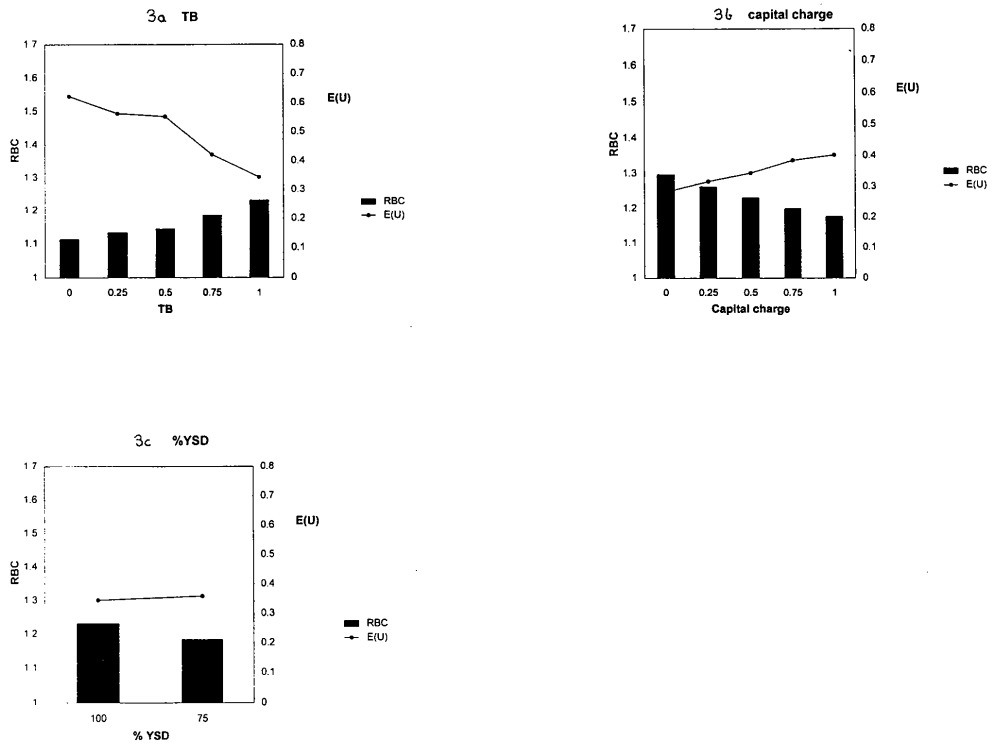 3a TB
1.7
1.6
1.5
1.4
1.3
1.2
1.1
1
RBC
0.8
0.7
0.6
0.5
0.4
0.3
0.2
0.1
0
E(U)
RBC
E(U)
0 0.25 0.5 0.75 1
TB
3b capital charge
1.7
1.6
1.5
1.4
1.3
1.2
1.1
1
RBC
0.8
0.7
0.6
0.5
0.4
0.3
0.2
0.1
0
E(U)
RBC
E(U)
0 0.25 0.5 0.75 1
Capital charge
3c %YSD
1.7
1.6
1.5
1.4
1.3
1.2
1.1
1
RBC
0.8
0.7
0.6
0.5
0.4
0.3
0.2
0.1
0
E(U)
RBC
E(U)
100 75
% YSD